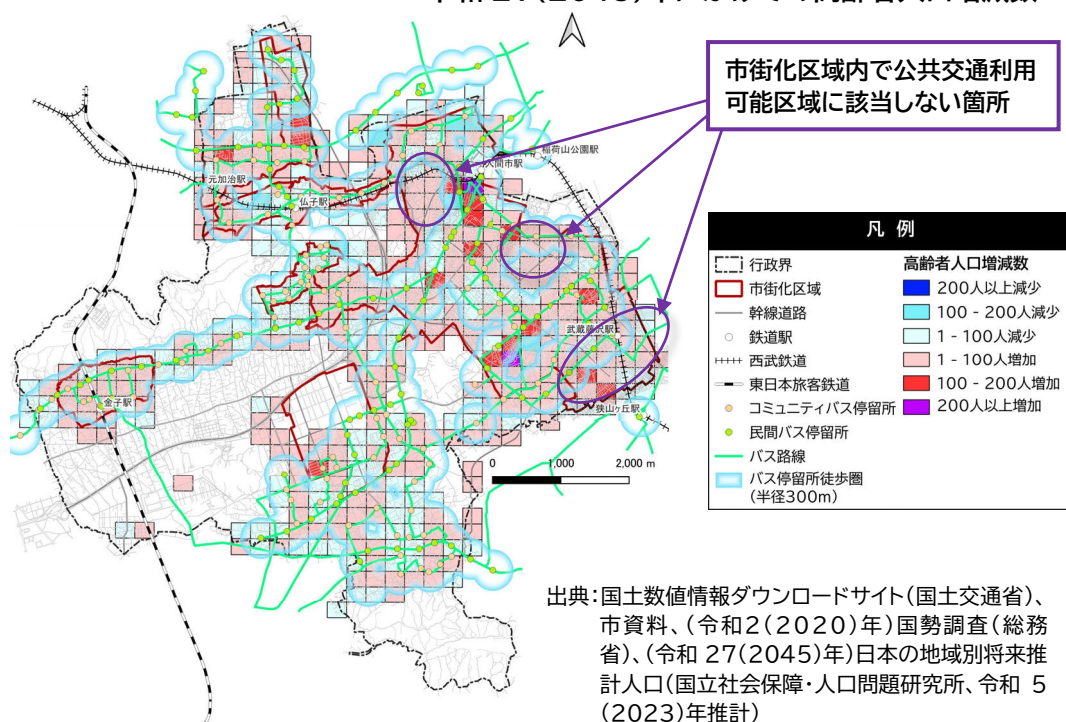 市街化区域内で公共交通利用
可能区域に該当しない箇所
稲荷山公園駅
入間市駅
元加治駅
仏子駅
武蔵藤沢駅
金子駅
狭山ヶ丘駅
0 1,000 2,000 m
凡 例
行政界
市街化区域
幹線道路
鉄道駅
西武鉄道
東日本旅客鉄道
コミュニティバス停留所
民間バス停留所
バス路線
バス停留所徒歩圏
(半径300m)
高齢者人口増減数
200人以上減少
100 - 200人減少
1 - 100人減少
1 - 100人増加
100 - 200人増加
200人以上増加
出典:国土数値情報ダウンロードサイト(国土交通省)、
市資料、(令和2(2020)年)国勢調査(総務
省)、(令和 27(2045)年)日本の地域別将来推
計人口(国立社会保障・人口問題研究所、令和 5
(2023)年推計)